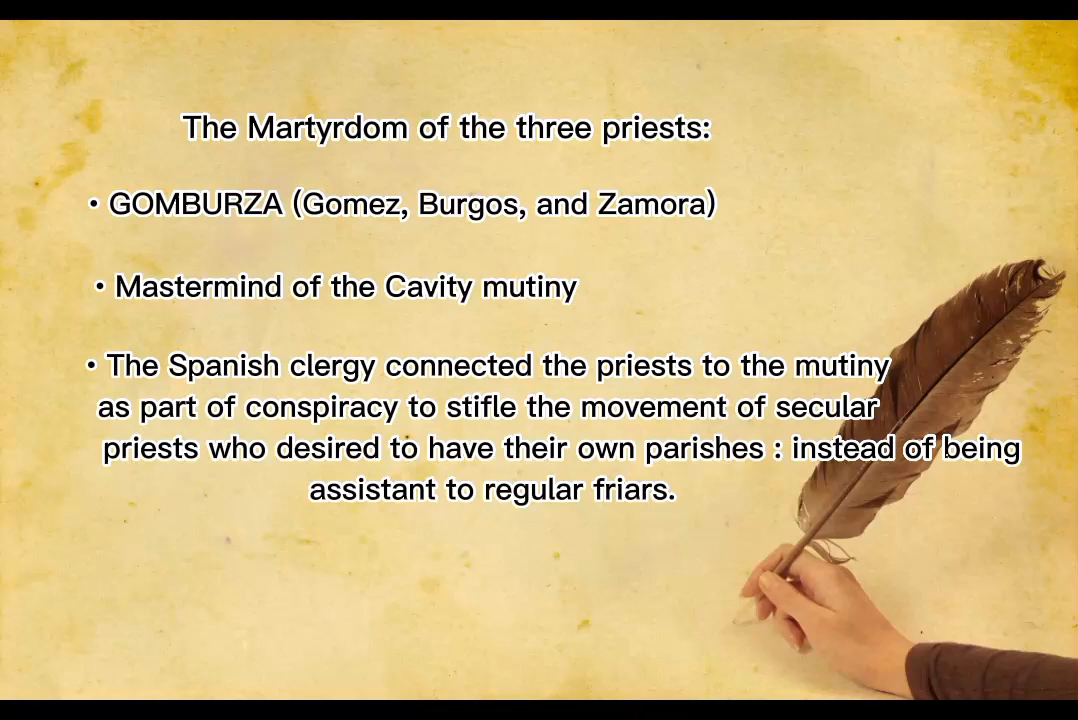 The Martyrdom of the three priests:
• GOMBURZA (Gomez, Burgos, and Zamora)
• Mastermind of the Cavity mutiny
• The Spanish clergy connected the priests to the mutiny
as part of conspiracy to stifle the movement of secular
priests who desired to have their own parishes : instead of being
assistant to regular friars.